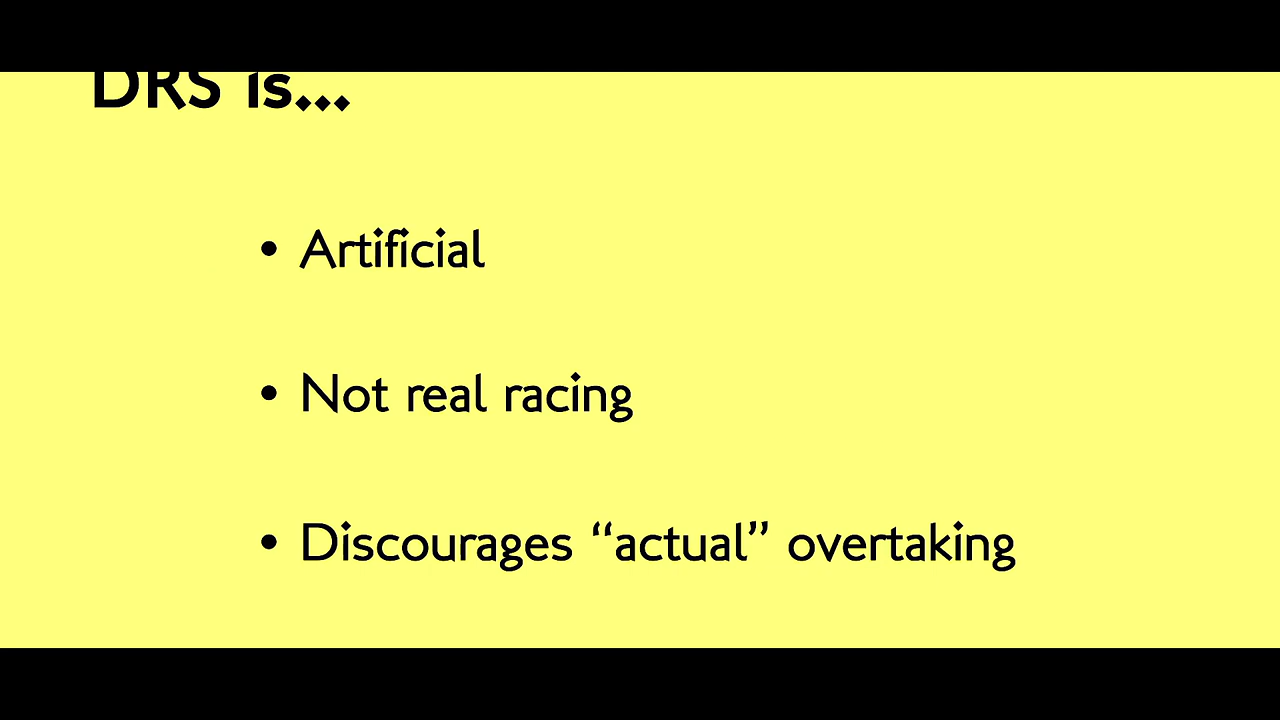 DRS is...
• Artificial
• Not real racing
• Discourages “actual” overtaking